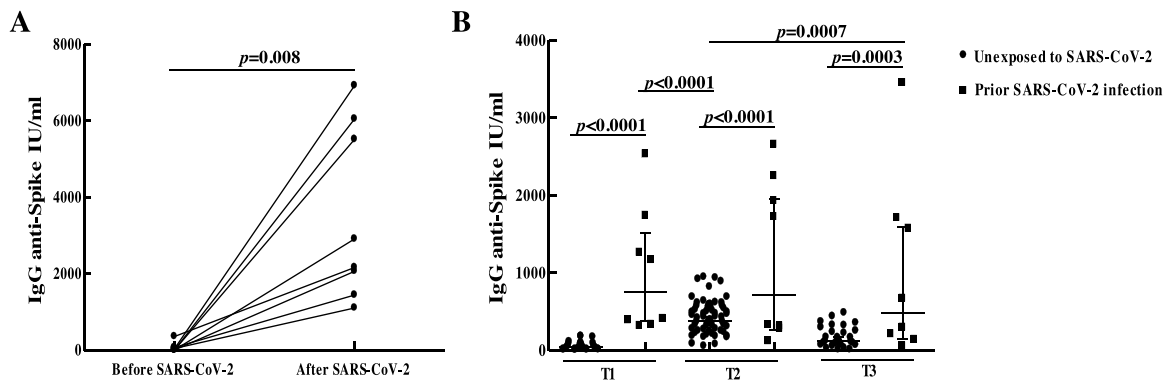 A
IgG anti-Spike IU/ml
8000
6000
4000
2000
0
p=0.008
Before SARS-CoV-2
After SARS-CoV-2
B
IgG anti-Spike IU/ml
4000
3000
2000
1000
0
p=0.0007
p=0.0003
p<0.0001
p<0.0001
p<0.0001
T1
T2
T3
Unexposed to SARS-CoV-2
Prior SARS-CoV-2 infection